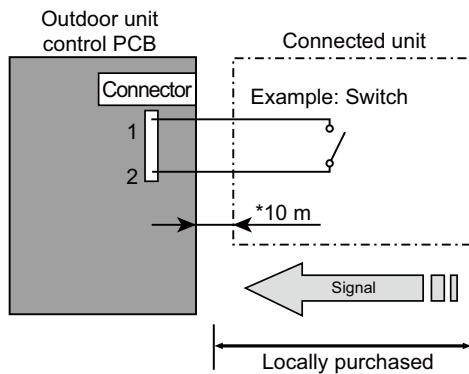 Outdoor unit
control PCB
Connected unit
Connector
Example: Switch
1
2
*10 m
Signal
Locally purchased